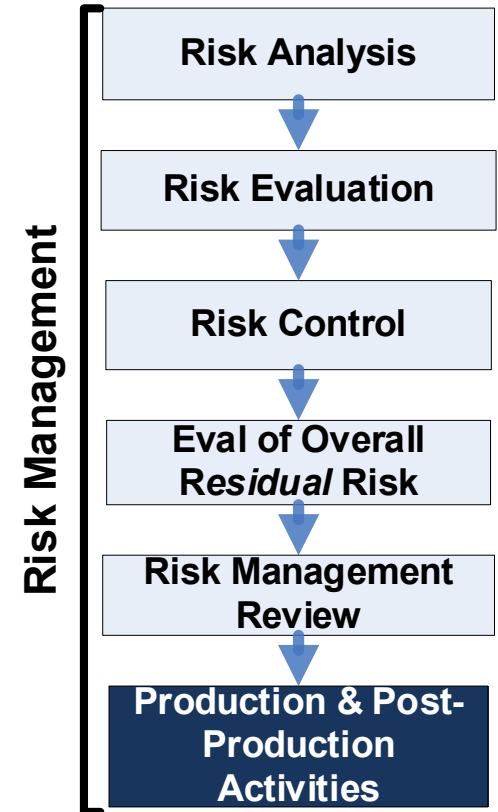 Risk Management
Risk Analysis
Risk Evaluation
Risk Control
Eval of Overall
Residual Risk
Risk Management
Review
Production & Post-
Production
Activities